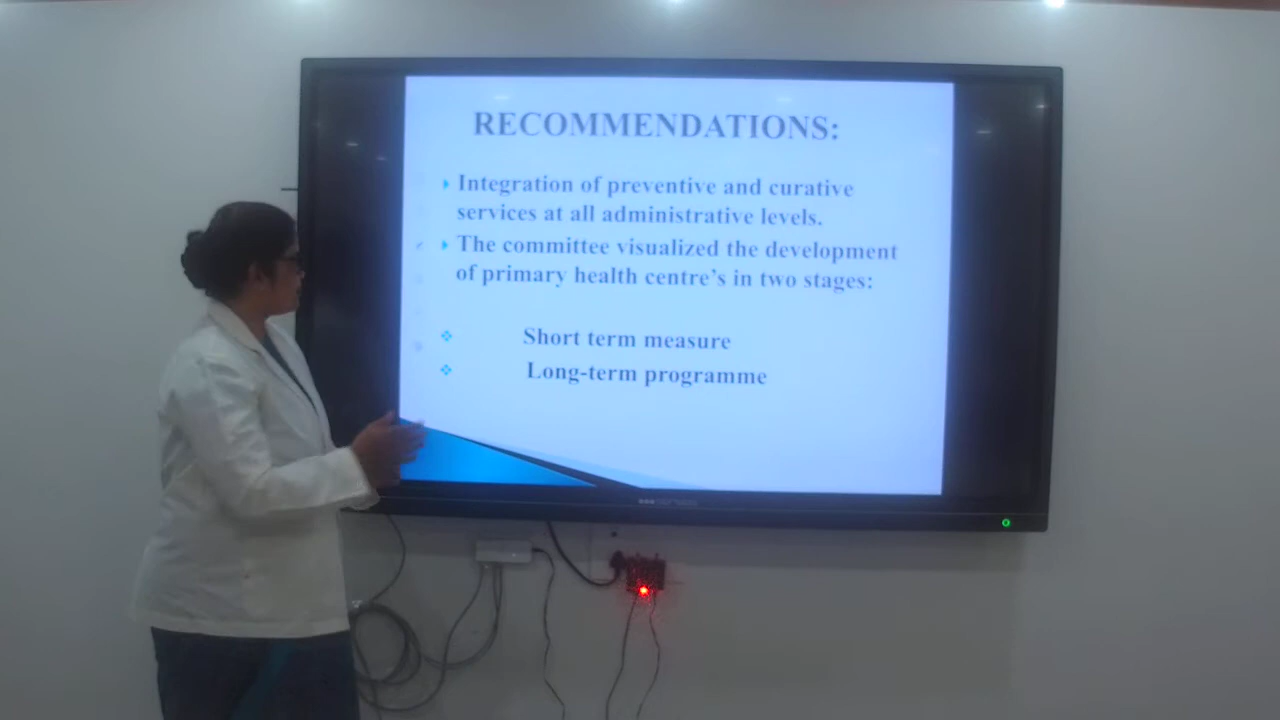 RECOMMENDATIONS:
Integration of preventive and curative
services at all administrative levels.
The committee visualized the development
of primary health centre's in two stages:
Short term measure
Long-term programme